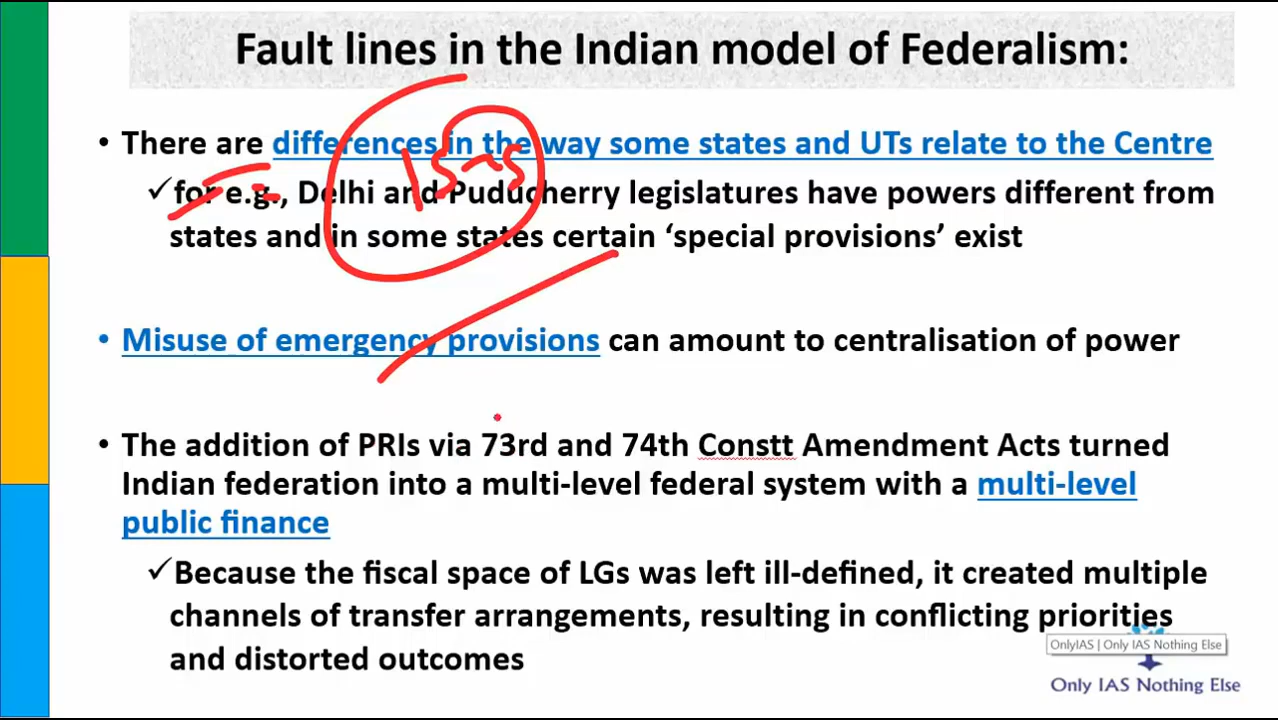 Fault lines in the Indian model of Federalism:
• There are differences in the way some states and UTs relate to the Centre
✓for e.g., Delhi and Puducherry legislatures have powers different from
states and in some states certain ‘special provisions’ exist
• Misuse of emergency provisions can amount to centralisation of power
• The addition of PRIs via 73rd and 74th Constt Amendment Acts turned
Indian federation into a multi-level federal system with a multi-level
public finance
✓Because the fiscal space of LGs was left ill-defined, it created multiple
channels of transfer arrangements, resulting in conflicting priorities
and distorted outcomes
OnlyIAS | Only IAS Nothing Else
Only IAS Nothing Else